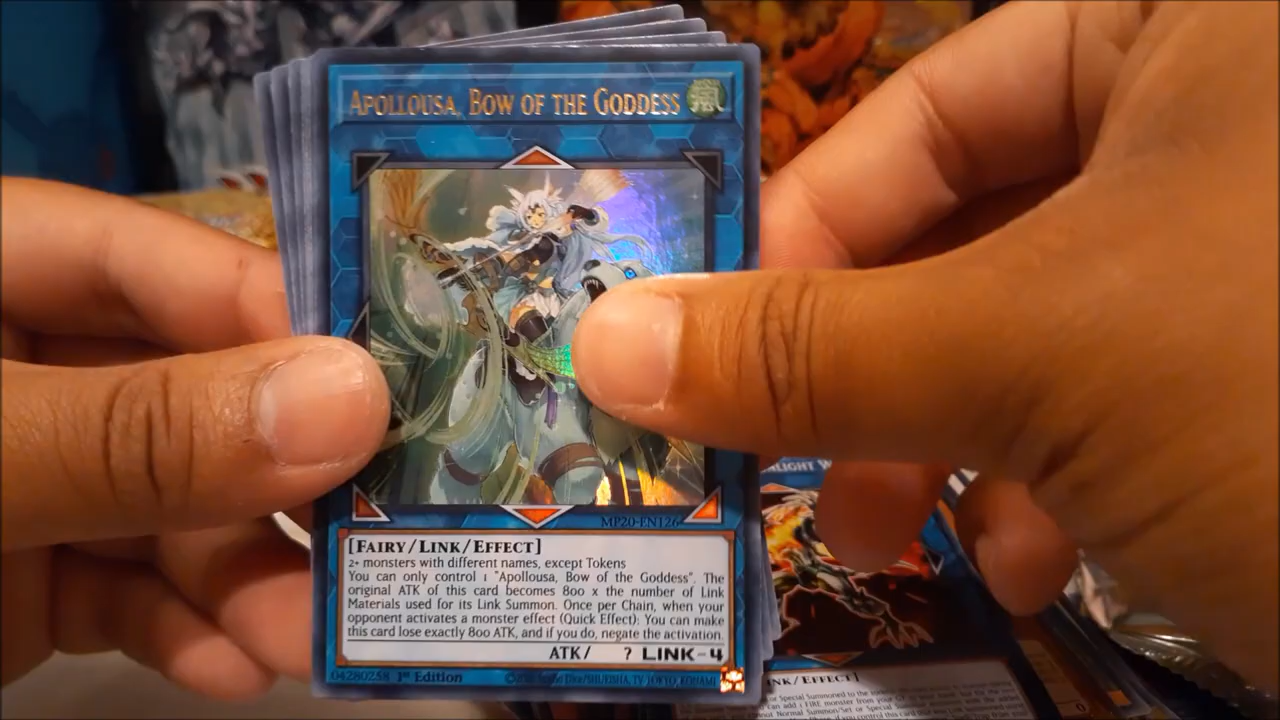 APOLLOUSA, BOW OF THE GODDESS
MP20-EN126
[FAIRY/LINK/EFFECT]
2+ monsters with different names, except Tokens
You can only control 1 "Apollousa, Bow of the Goddess". The
original ATK of this card becomes 800 x the number of Link
Materials used for its Link Summon. Once per Chain, when your
opponent activates a monster effect (Quick Effect): You can make
this card lose exactly 800 ATK, and if you do, negate the activation.
ATK/ ? LINK-4
04280258 1st Edition
INK/EFFECT]
0